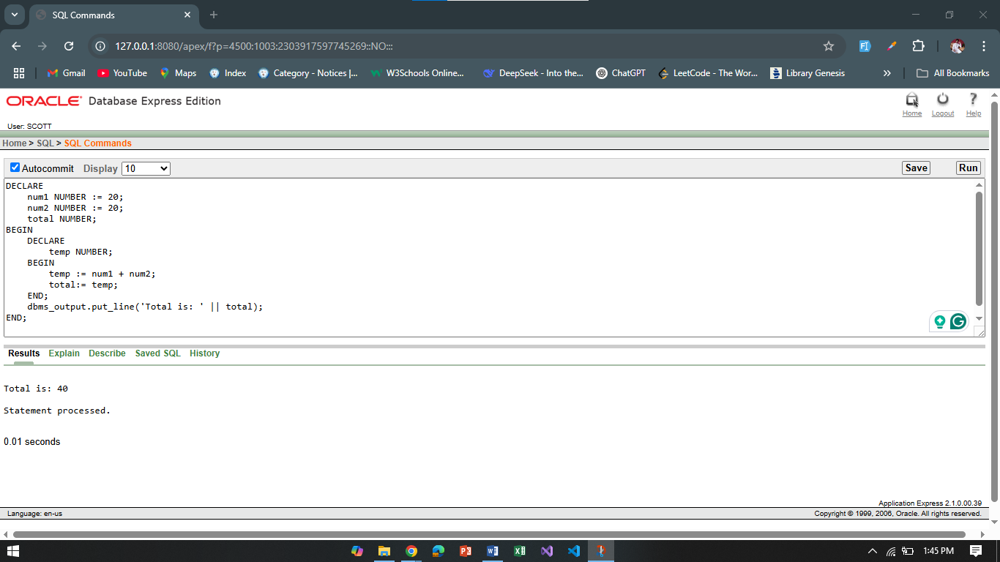 SQL Commands
127.0.0.1:8080/apex/f?p=4500:1003:2303917597745269::NO:::
Gmail YouTube Maps Index Category - Notices |... W3Schools Online... DeepSeek - Into the... ChatGPT LeetCode - The Wor... Library Genesis » All Bookmarks
ORACLE Database Express Edition
Home Logout Help
User: SCOTT
Home > SQL > SQL Commands
Autocommit Display 10 Save Run
DECLARE
    num1 NUMBER := 20;
    num2 NUMBER := 20;
    total NUMBER;
BEGIN
    DECLARE
        temp NUMBER;
    BEGIN
        temp := num1 + num2;
        total:= temp;
    END;
    dbms_output.put_line('Total is: ' || total);
END;
Results Explain Describe Saved SQL History
Total is: 40
Statement processed.
0.01 seconds
Application Express 2.1.0.00.39
Language: en-us Copyright © 1999, 2006, Oracle. All rights reserved.
1:45 PM